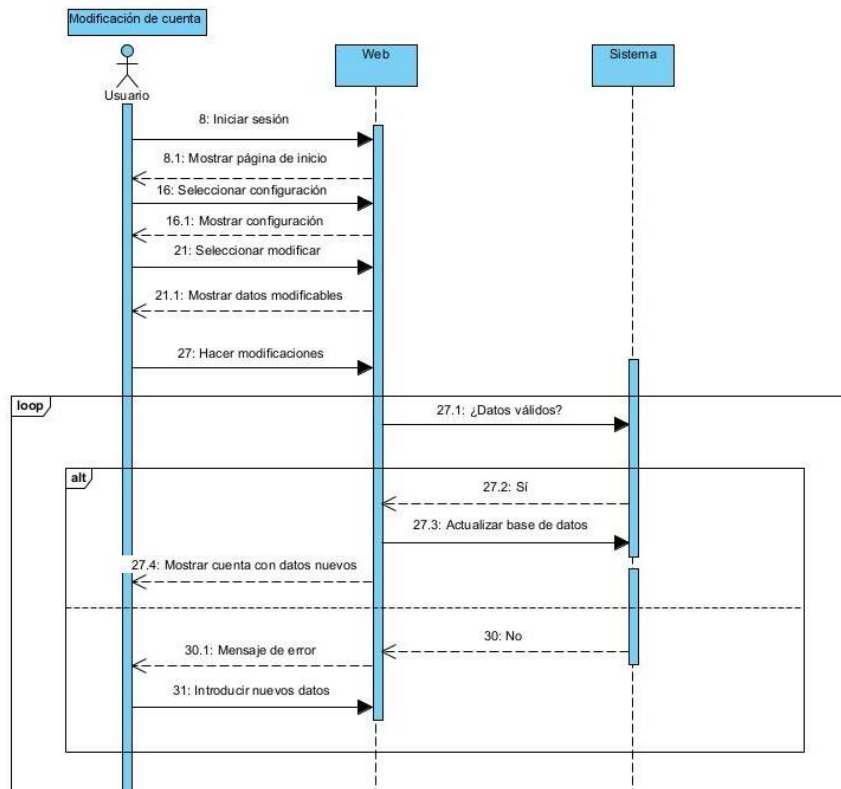 Modificación de cuenta
Web
Sistema
Usuario
8: Iniciar sesión
8.1: Mostrar página de inicio
16: Seleccionar configuración
16.1: Mostrar configuración
21: Seleccionar modificar
21.1: Mostrar datos modificables
27: Hacer modificaciones
loop
27.1: ¿Datos válidos?
alt
27.2: Sí
27.3: Actualizar base de datos
27.4: Mostrar cuenta con datos nuevos
30: No
30.1: Mensaje de error
31: Introducir nuevos datos